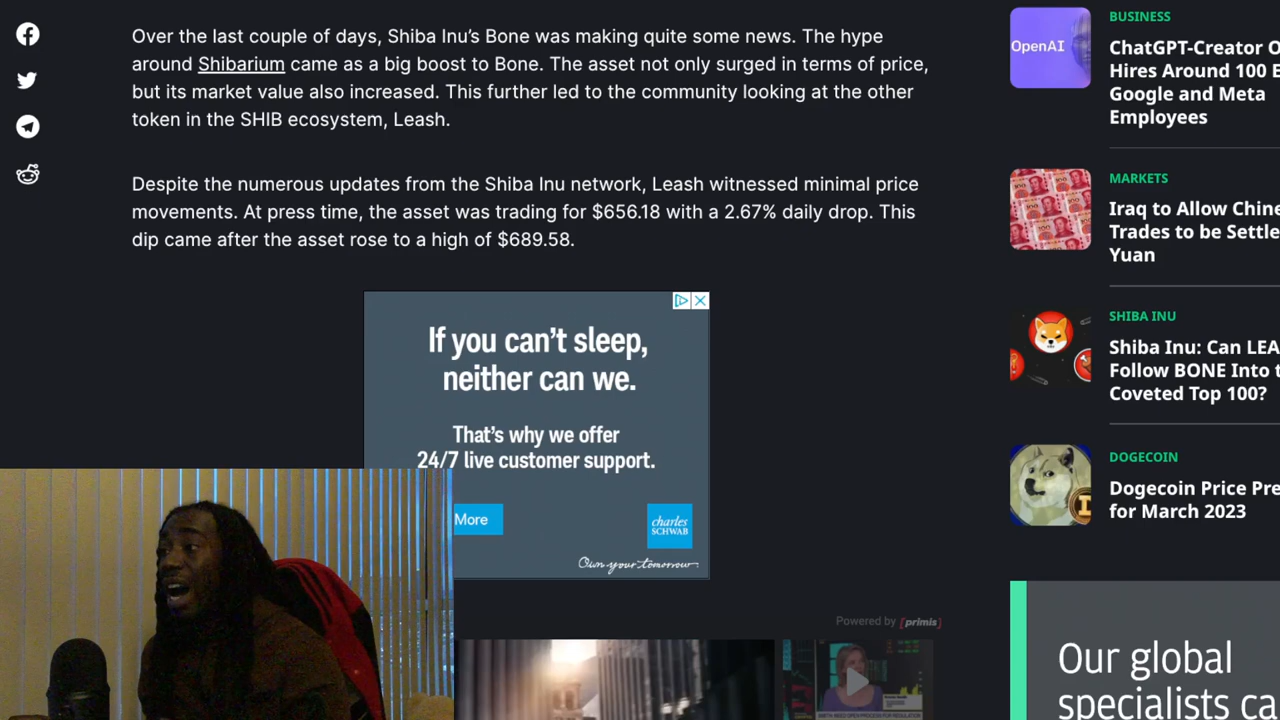 Over the last couple of days, Shiba Inu's Bone was making quite some news. The hype
around Shibarium came as a big boost to Bone. The asset not only surged in terms of price,
but its market value also increased. This further led to the community looking at the other
token in the SHIB ecosystem, Leash.
Despite the numerous updates from the Shiba Inu network, Leash witnessed minimal price
movements. At press time, the asset was trading for $656.18 with a 2.67% daily drop. This
dip came after the asset rose to a high of $689.58.
If you can't sleep,
neither can we.
That's why we offer
24/7 live customer support.
More
charles
SCHWAB
Own your tomorrow
Powered by [primis]
OpenAI
BUSINESS
ChatGPT-Creator O
Hires Around 100 E
Google and Meta
Employees
MARKETS
Iraq to Allow Chine
Trades to be Settle
Yuan
SHIBA INU
Shiba Inu: Can LEA
Follow BONE Into t
Coveted Top 100?
DOGECOIN
Dogecoin Price Pre
for March 2023
Our global
specialists ca